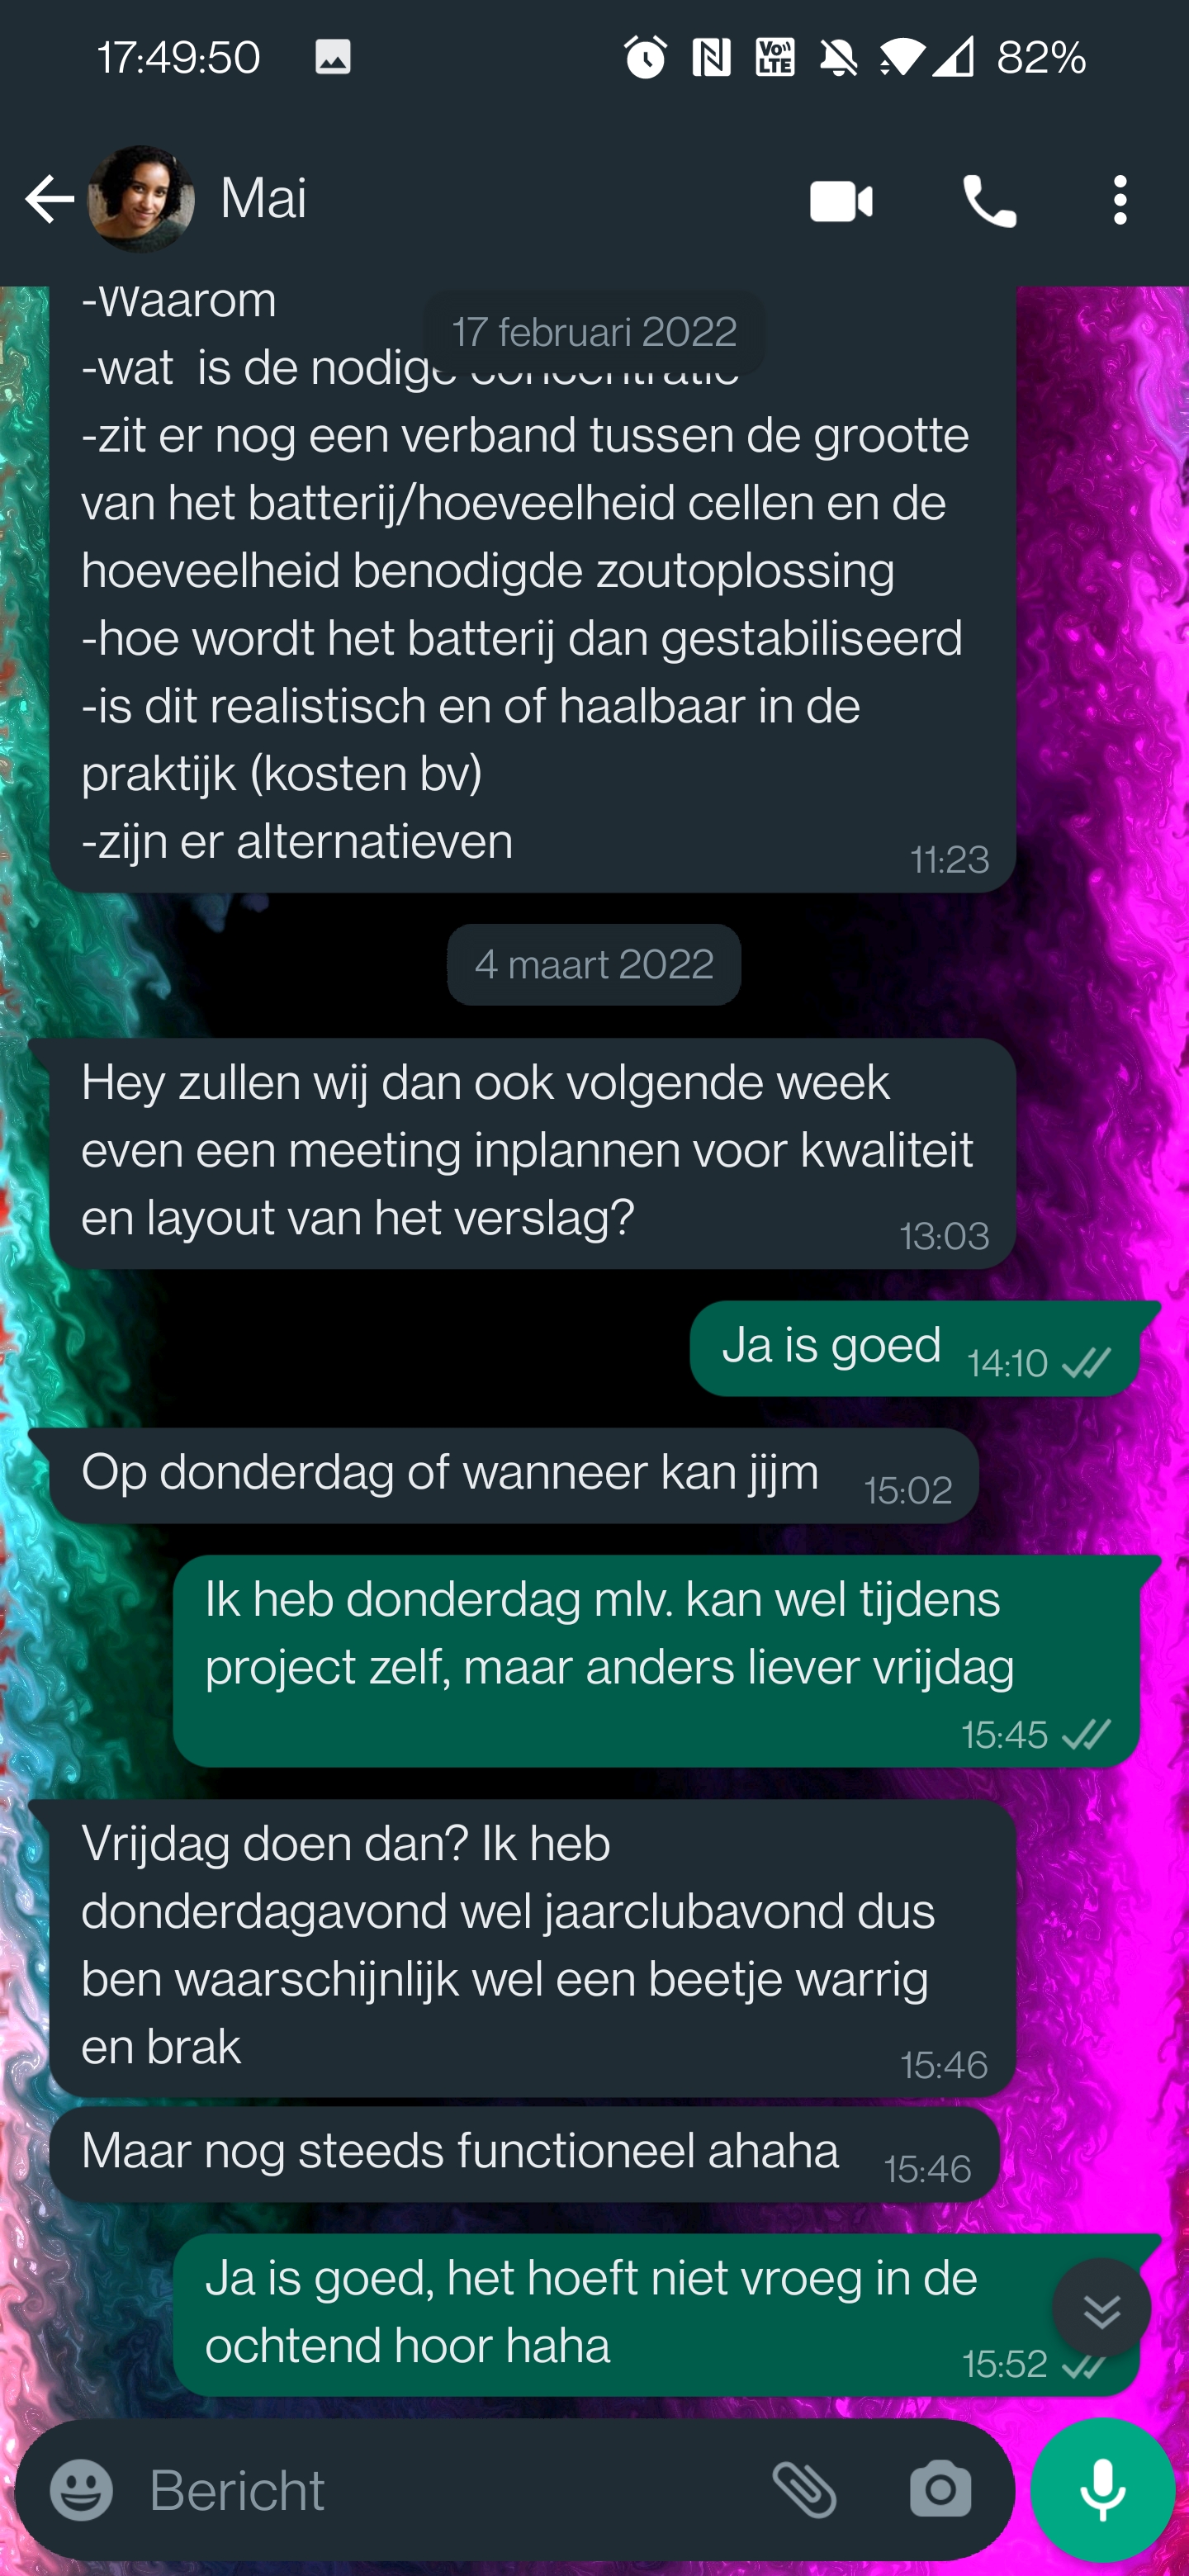 17:49:50
Vo LTE
82%
Mai
-Waarom
17 februari 2022
-wat  is de nodige concentratie
-zit er nog een verband tussen de grootte
van het batterij/hoeveelheid cellen en de
hoeveelheid benodigde zoutoplossing
-hoe wordt het batterij dan gestabiliseerd
-is dit realistisch en of haalbaar in de
praktijk (kosten bv)
-zijn er alternatieven
11:23
4 maart 2022
Hey zullen wij dan ook volgende week
even een meeting inplannen voor kwaliteit
en layout van het verslag?
13:03
Ja is goed 14:10
Op donderdag of wanneer kan jijm 15:02
Ik heb donderdag mlv. kan wel tijdens
project zelf, maar anders liever vrijdag
15:45
Vrijdag doen dan? Ik heb
donderdagavond wel jaarclubavond dus
ben waarschijnlijk wel een beetje warrig
en brak
15:46
Maar nog steeds functioneel ahaha 15:46
Ja is goed, het hoeft niet vroeg in de
ochtend hoor haha
15:52
Bericht